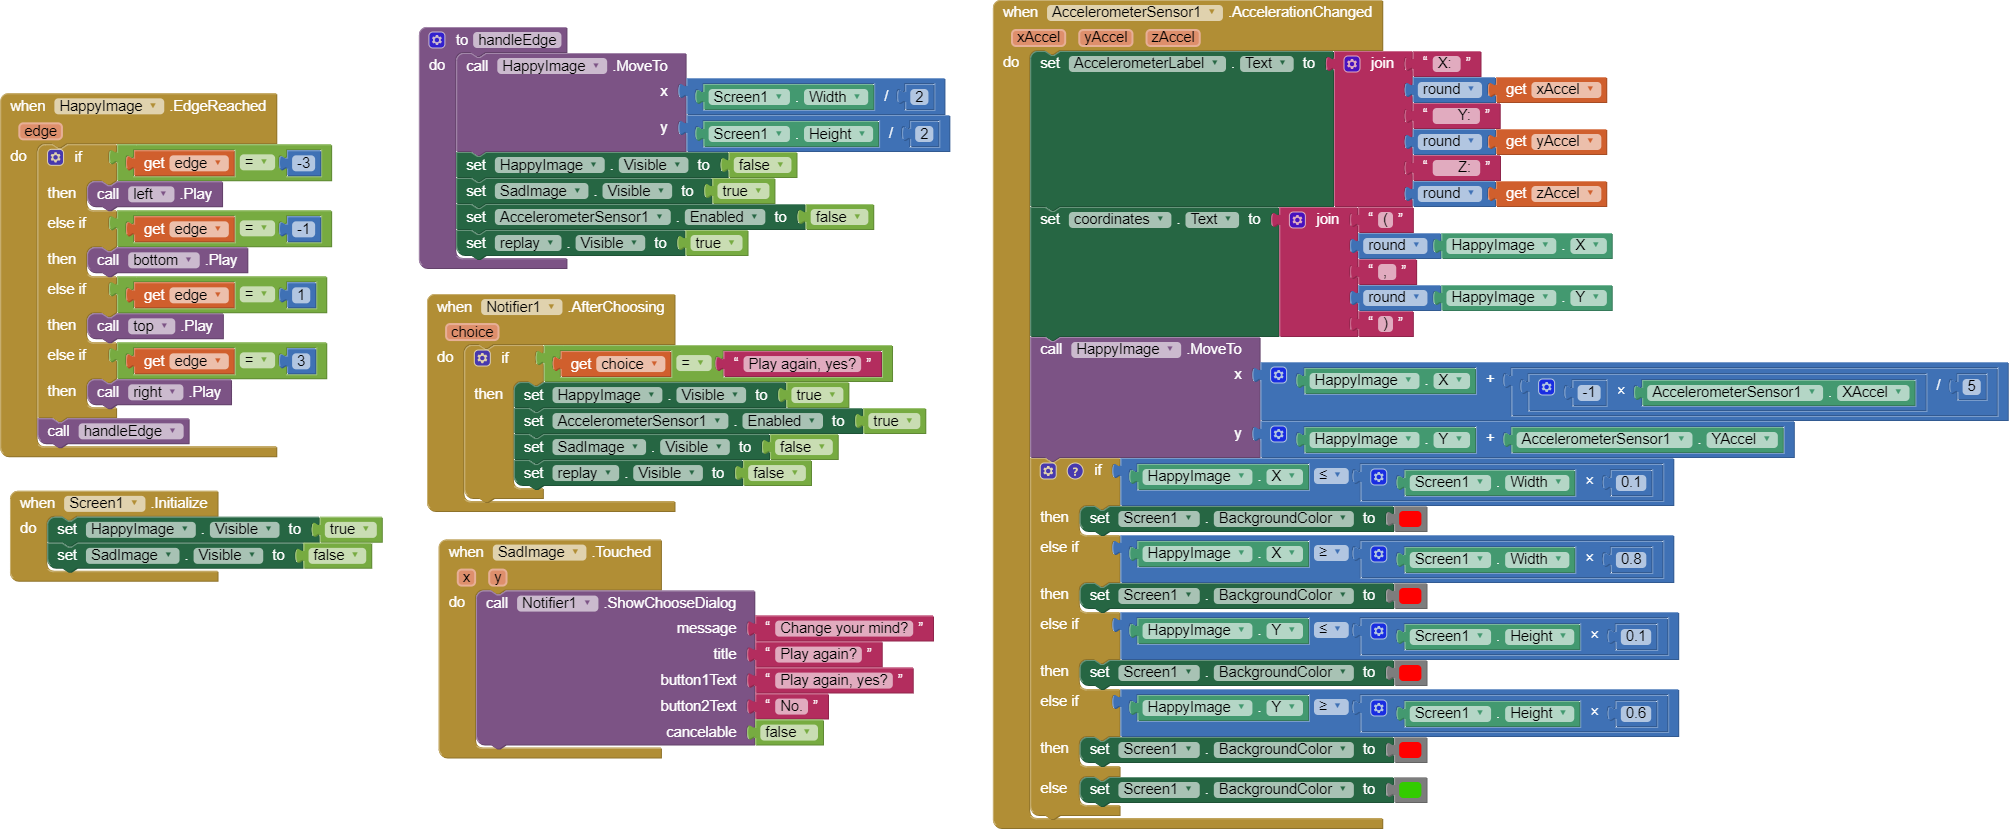 when HappyImage .EdgeReached
edge
do if get edge = -3
then call left .Play
else if get edge = -1
then call bottom .Play
else if get edge = 1
then call top .Play
else if get edge = 3
then call right .Play
call handleEdge
when Screen1 .Initialize
do set HappyImage . Visible to true
set SadImage . Visible to false
to handleEdge
do call HappyImage .MoveTo
x Screen1 . Width / 2
y Screen1 . Height / 2
set HappyImage . Visible to false
set SadImage . Visible to true
set AccelerometerSensor1 . Enabled to false
set replay . Visible to true
when Notifier1 .AfterChoosing
choice
do if get choice = “ Play again, yes? ”
then set HappyImage . Visible to true
set AccelerometerSensor1 . Enabled to true
set SadImage . Visible to false
set replay . Visible to false
when SadImage .Touched
x y
do call Notifier1 .ShowChooseDialog
message “ Change your mind? ”
title “ Play again? ”
button1Text “ Play again, yes? ”
button2Text “ No. ”
cancelable false
when AccelerometerSensor1 .AccelerationChanged
xAccel yAccel zAccel
do set AccelerometerLabel . Text to join “ X: ”
round get xAccel
“ Y: ”
round get yAccel
“ Z: ”
round get zAccel
set coordinates . Text to join “ ( ”
round HappyImage . X
“ , ”
round HappyImage . Y
“ ) ”
call HappyImage .MoveTo
x HappyImage . X + -1 × AccelerometerSensor1 . XAccel / 5
y HappyImage . Y + AccelerometerSensor1 . YAccel
? if HappyImage . X ≤ Screen1 . Width × 0.1
then set Screen1 . BackgroundColor to
else if HappyImage . X ≥ Screen1 . Width × 0.8
then set Screen1 . BackgroundColor to
else if HappyImage . Y ≤ Screen1 . Height × 0.1
then set Screen1 . BackgroundColor to
else if HappyImage . Y ≥ Screen1 . Height × 0.6
then set Screen1 . BackgroundColor to
else set Screen1 . BackgroundColor to